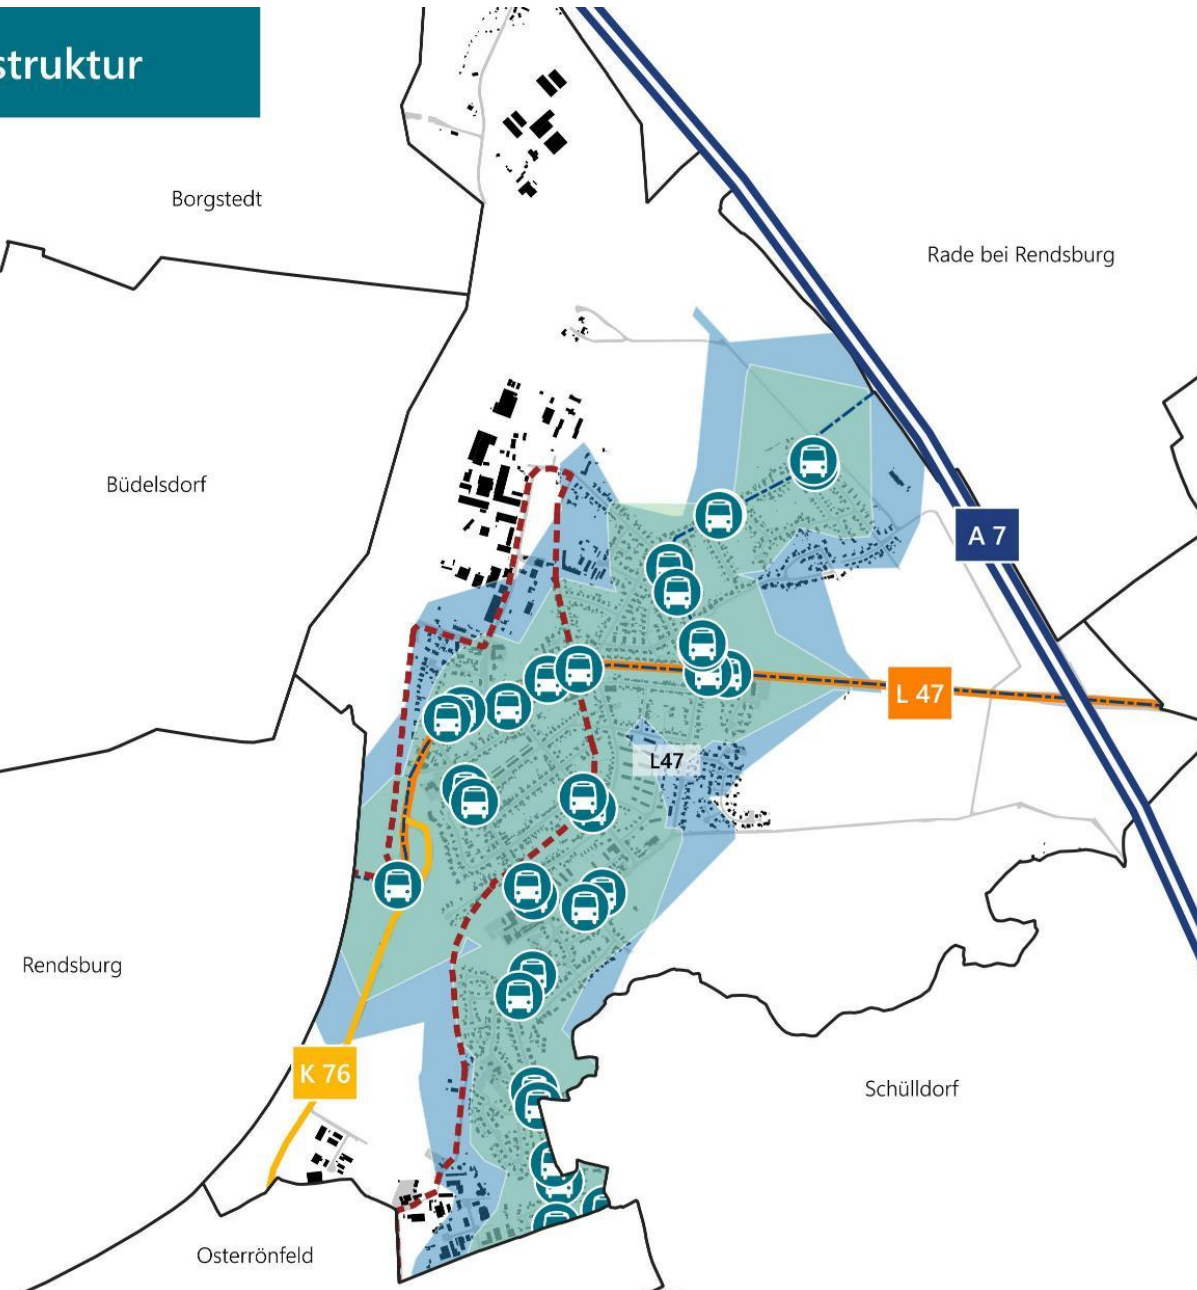 struktur
Borgstedt
Rade bei Rendsburg
Büdelsdorf
A 7
L 47
L47
Rendsburg
K 76
Schülldorf
Osterrönfeld